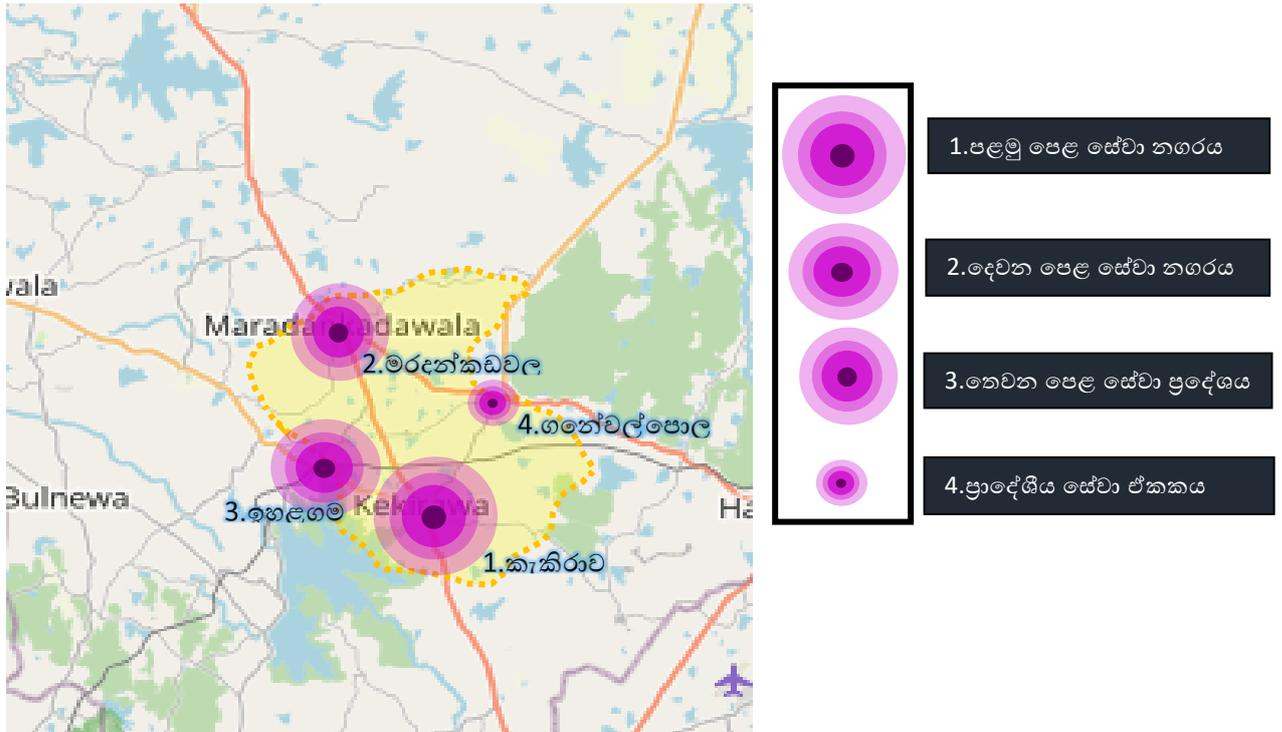 wala
Maradankadawala
2.මරදන්කඩවල
4.ගනේවල්පොල
Bulnewa
Kekirawa
Ha
3.ඉහළගම
1.කැකිරාව
1.පළමු පෙළ සේවා නගරය
2.දෙවන පෙළ සේවා නගරය
3.තෙවන පෙළ සේවා ප්‍රදේශය
4.ප්‍රාදේශීය සේවා ඒකකය